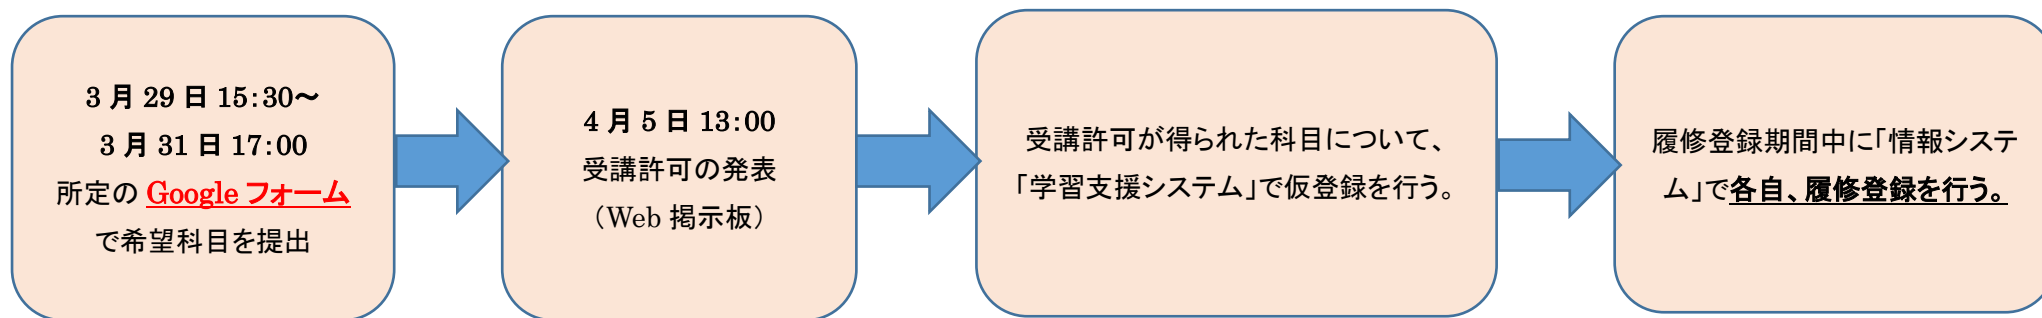 3 月 29 日 15:30～
3 月 31 日 17:00
所定の Google フォーム
で希望科目を提出
4 月 5 日 13:00
受講許可の発表
（Web 掲示板）
受講許可が得られた科目について、
「学習支援システム」で仮登録を行う。
履修登録期間中に「情報システ
ム」で各自、履修登録を行う。